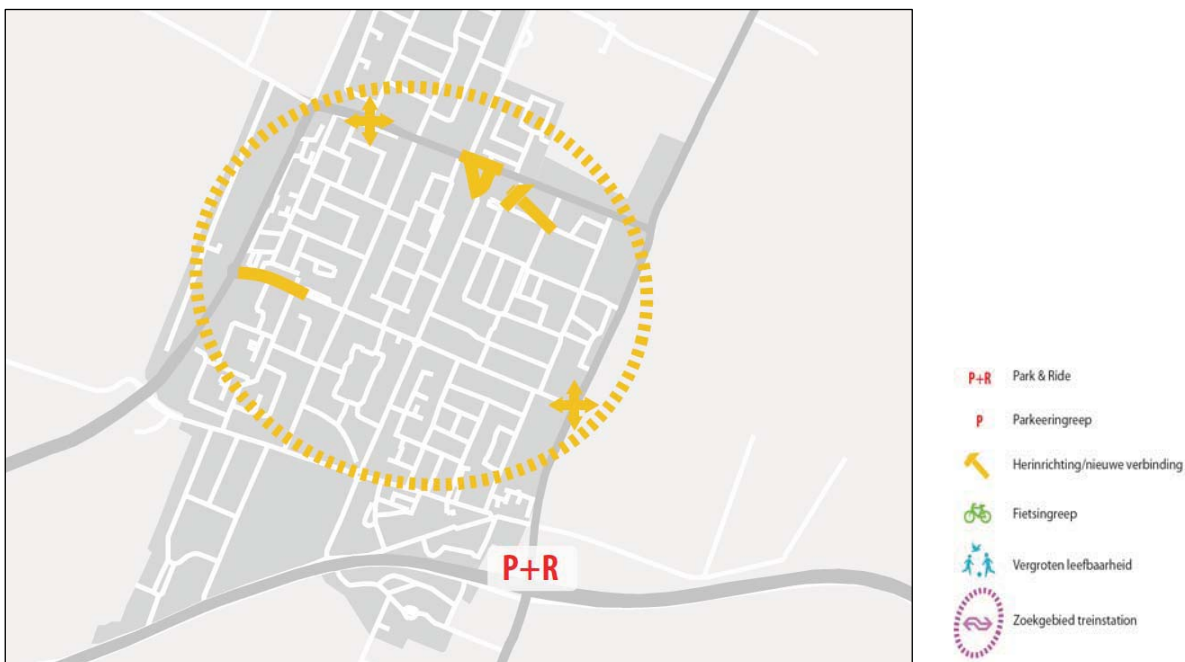 P+R
P+R Park & Ride
P Parkeeringreep
Herinrichting/nieuwe verbinding
Fietsingreep
Vergroten leefbaarheid
Zoekgebied treinstation